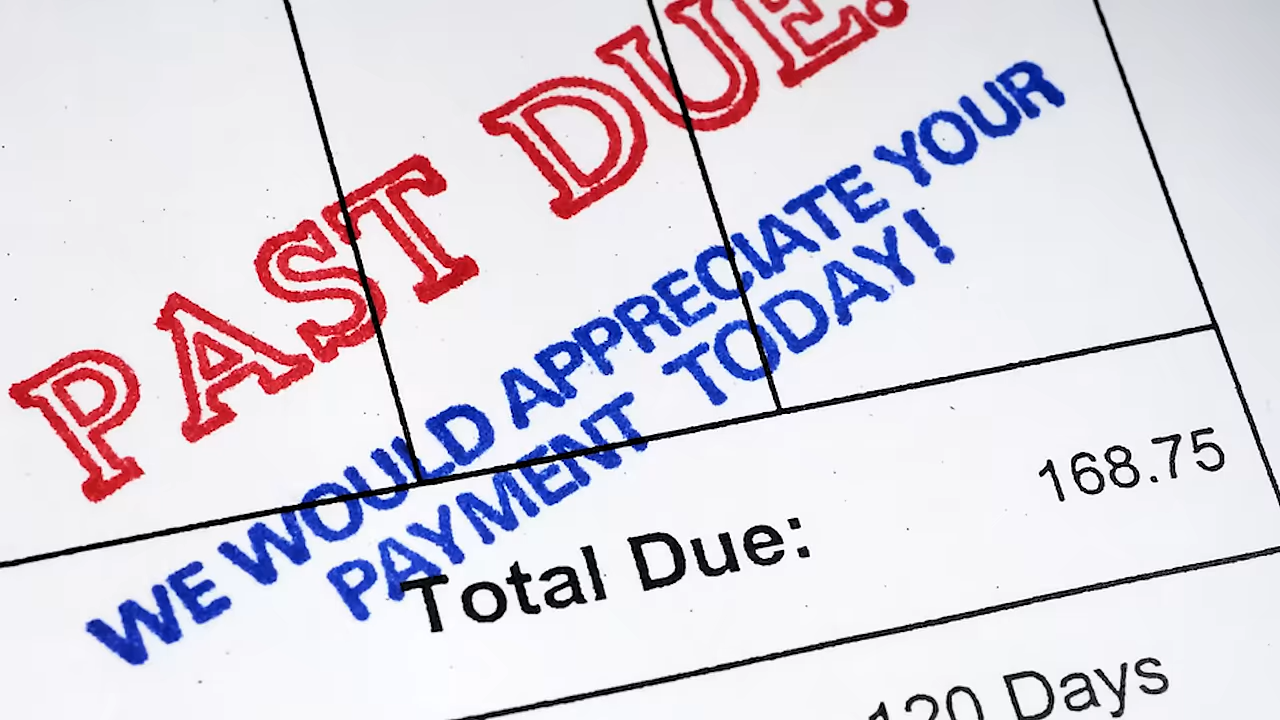 PAST DUE!
WE WOULD APPRECIATE YOUR
PAYMENT TODAY!
Total Due: 168.75
120 Days